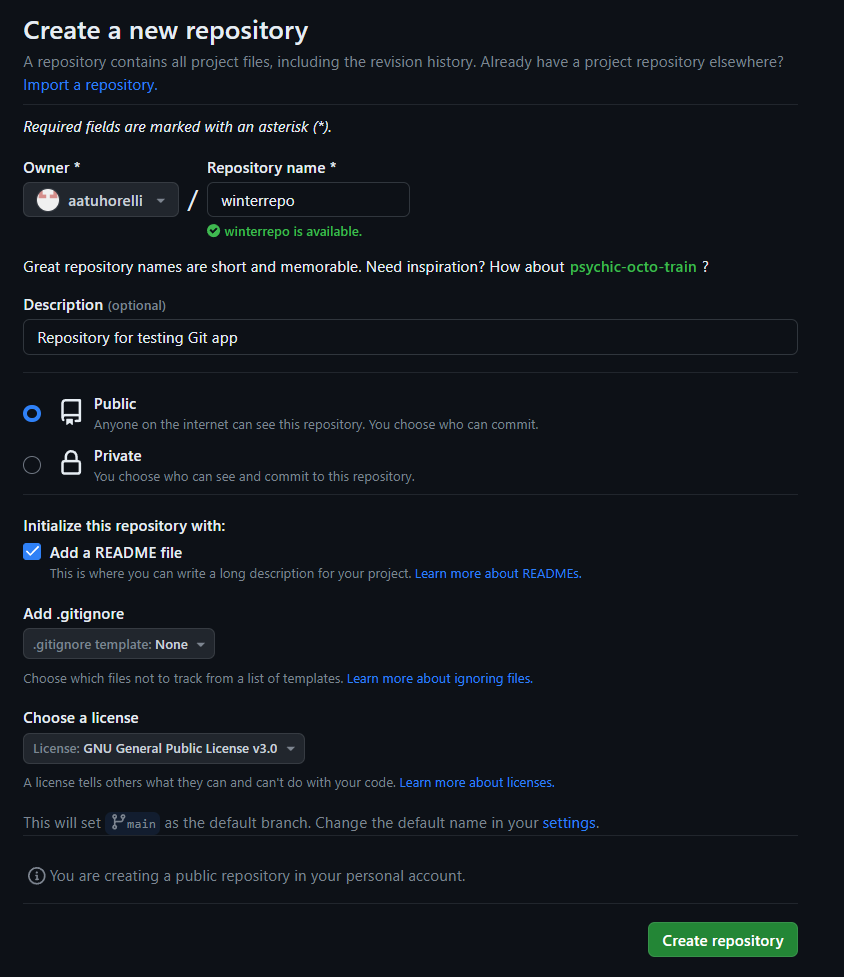 Create a new repository
A repository contains all project files, including the revision history. Already have a project repository elsewhere?
Import a repository.
Required fields are marked with an asterisk (*).
Owner *
Repository name *
aatuhorelli
/
winterrepo
winterrepo is available.
Great repository names are short and memorable. Need inspiration? How about psychic-octo-train ?
Description (optional)
Repository for testing Git app
Public
Anyone on the internet can see this repository. You choose who can commit.
Private
You choose who can see and commit to this repository.
Initialize this repository with:
Add a README file
This is where you can write a long description for your project. Learn more about READMEs.
Add .gitignore
.gitignore template: None
Choose which files not to track from a list of templates. Learn more about ignoring files.
Choose a license
License: GNU General Public License v3.0
A license tells others what they can and can't do with your code. Learn more about licenses.
This will set main as the default branch. Change the default name in your settings.
You are creating a public repository in your personal account.
Create repository